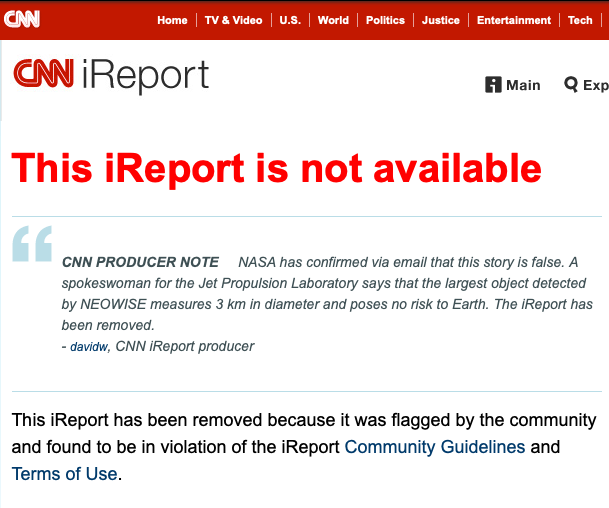 CNN Home TV & Video U.S. World Politics Justice Entertainment Tech
CNN iReport
Main Exp
This iReport is not available
CNN PRODUCER NOTE NASA has confirmed via email that this story is false. A
spokeswoman for the Jet Propulsion Laboratory says that the largest object detected
by NEOWISE measures 3 km in diameter and poses no risk to Earth. The iReport has
been removed.
- davidw, CNN iReport producer
This iReport has been removed because it was flagged by the community
and found to be in violation of the iReport Community Guidelines and
Terms of Use.